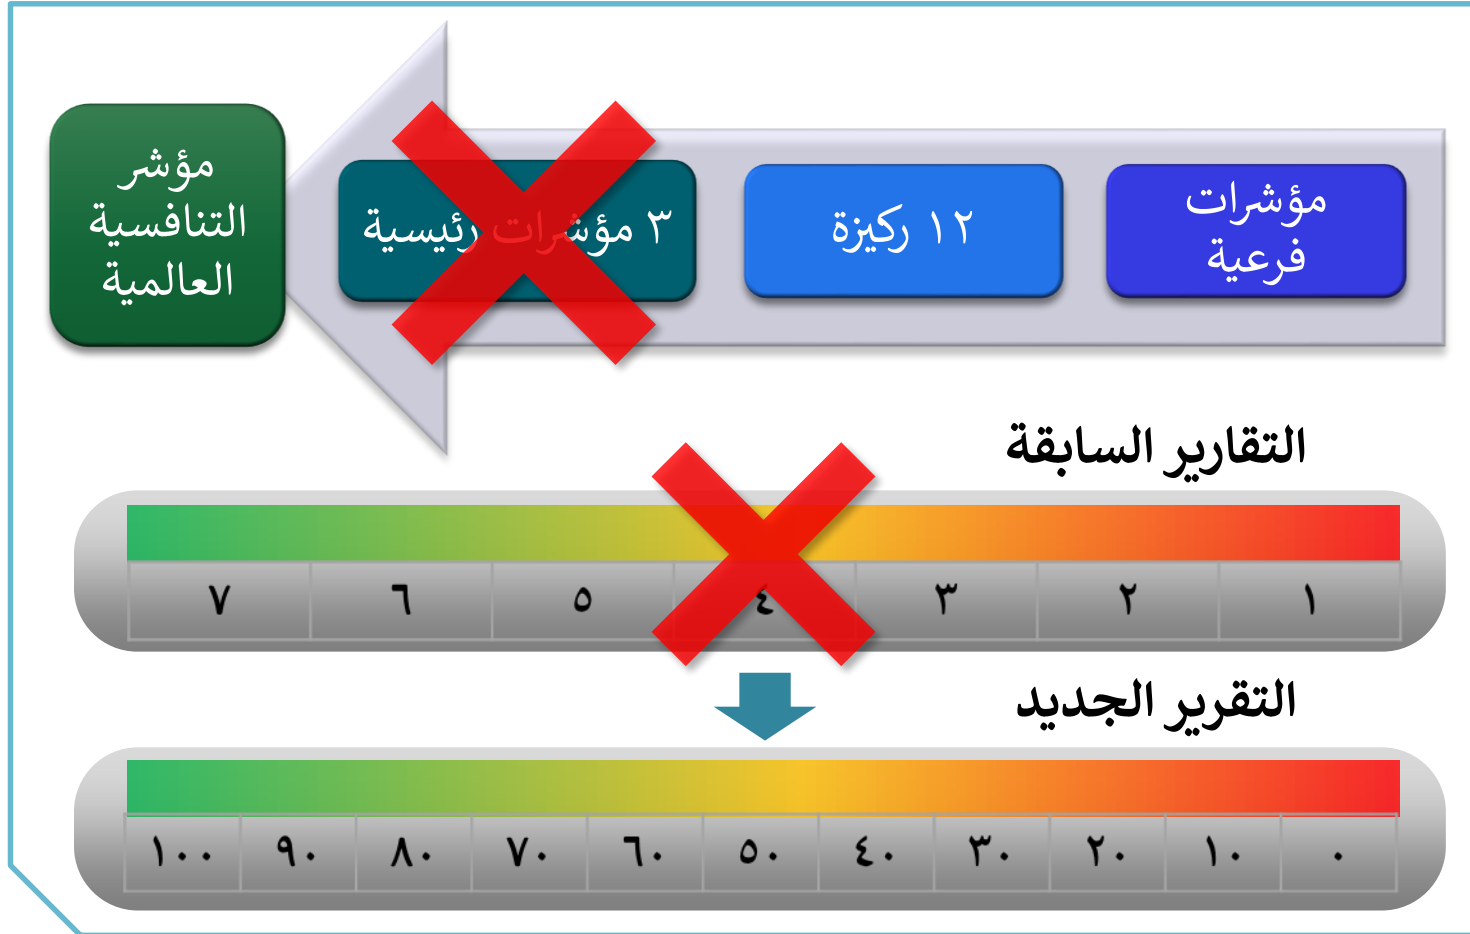 مؤشرات
فرعية
١٢ ركيزة
٣ مؤشرات رئيسية
مؤشر
التنافسية
العالمية
التقارير السابقة
١ ٢ ٣ ٤ ٥ ٦ ٧
التقرير الجديد
٠ ١٠ ٢٠ ٣٠ ٤٠ ٥٠ ٦٠ ٧٠ ٨٠ ٩٠ ١٠٠